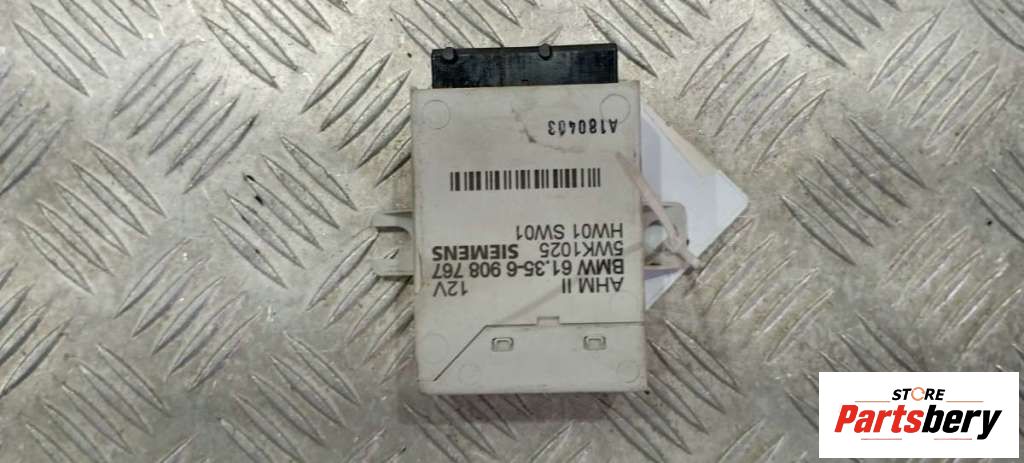 AHM II 12V
BMW 61.35-6 908 767
5WK1025 SIEMENS
HW01 SW01
A180403
STORE
Partsbery